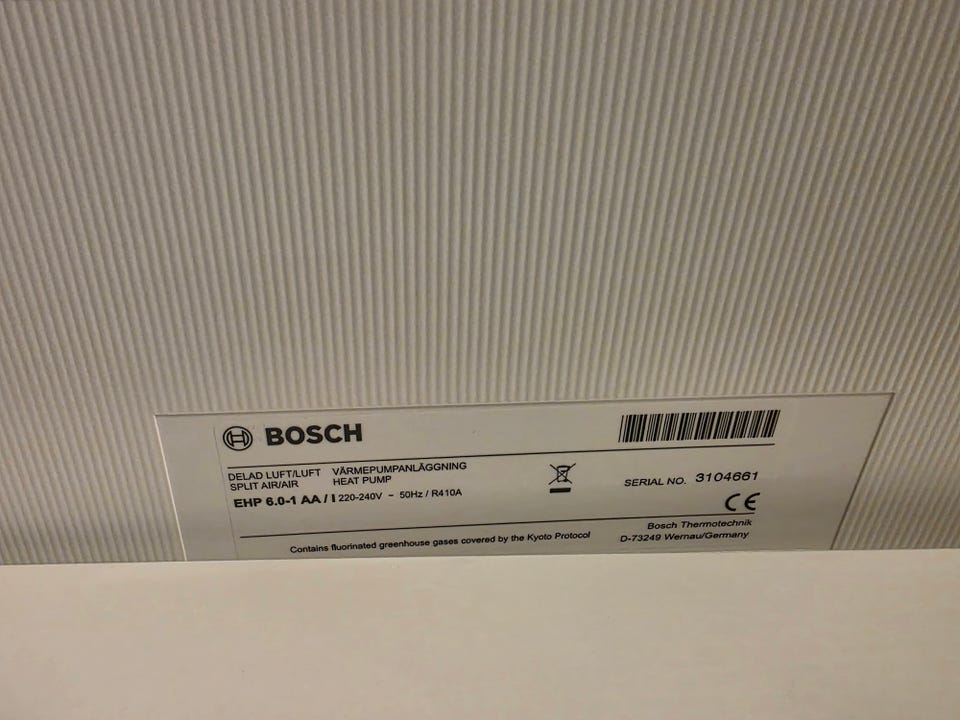 BOSCH
DELAD LUFT/LUFT VÄRMEPUMPANLÄGGNING
SPLIT AIR/AIR HEAT PUMP
EHP 6.0-1 AA / I 220-240V ~ 50Hz / R410A
SERIAL NO. 3104661
CE
Bosch Thermotechnik
D-73249 Wernau/Germany
Contains fluorinated greenhouse gases covered by the Kyoto Protocol